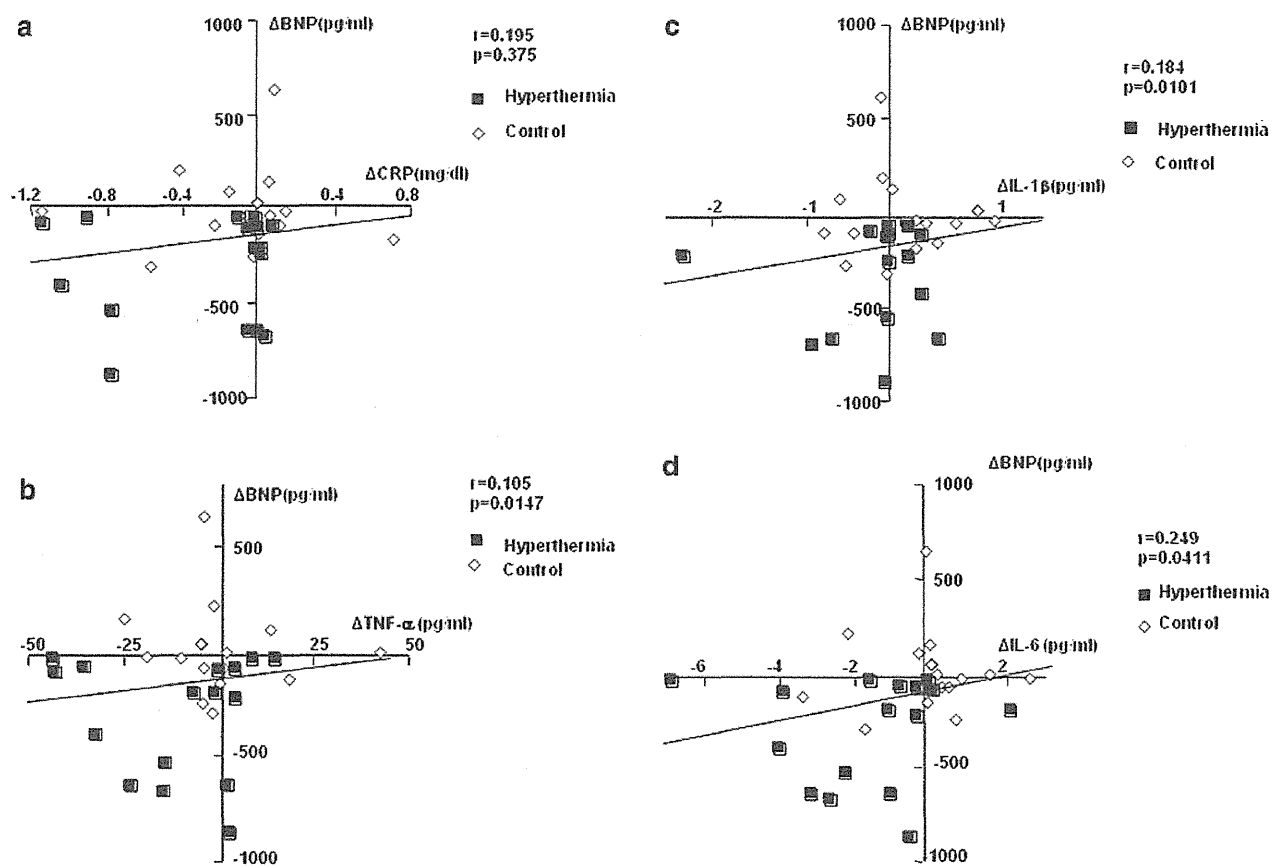 a
ΔBNP(pg/ml)
r=0.195
p=0.375
Hyperthermia
Control
1000
500
ΔCRP(mg/dl)
-1.2
-0.8
-0.4
0.4
0.8
-500
-1000
c
ΔBNP(pg/ml)
r=0.184
p=0.0101
Hyperthermia
Control
1000
500
ΔIL-1β(pg/ml)
-2
-1
1
-500
-1000
b
ΔBNP(pg/ml)
r=0.105
p=0.0147
Hyperthermia
Control
500
ΔTNF-α(pg/ml)
-50
-25
25
50
-500
-1000
d
ΔBNP(pg/ml)
r=0.249
p=0.0411
Hyperthermia
Control
1000
500
ΔIL-6(pg/ml)
-6
-4
-2
2
-500
-1000